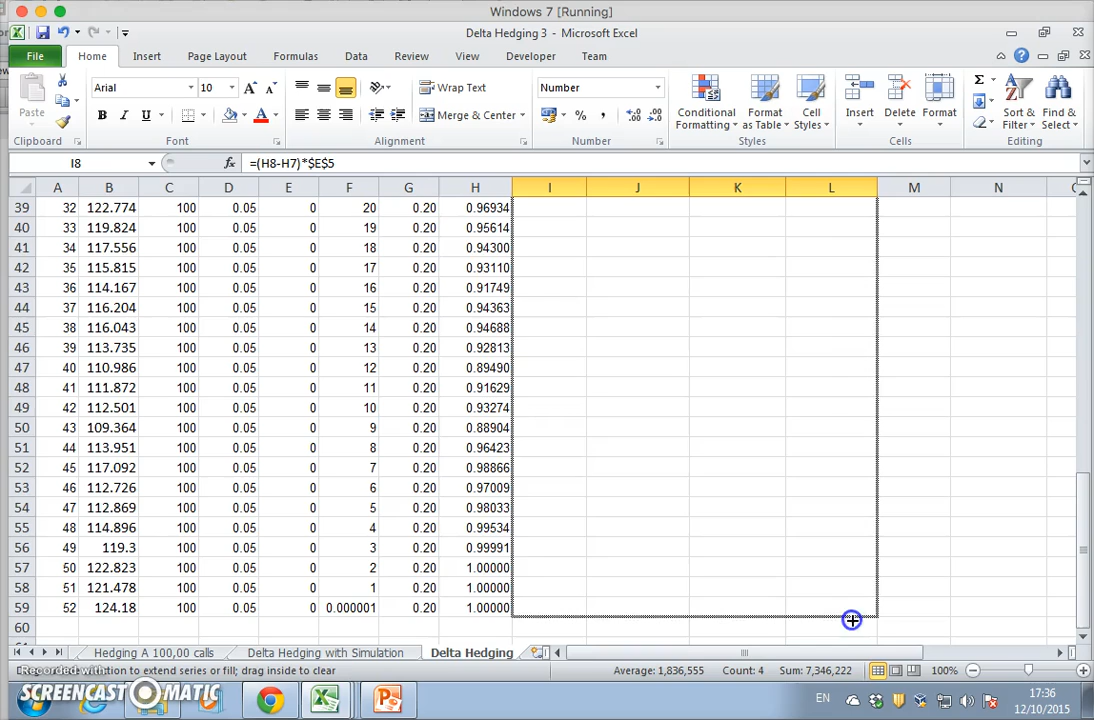 Windows 7 [Running]
Delta Hedging 3 - Microsoft Excel
File Home Insert Page Layout Formulas Data Review View Developer Team
Paste
Clipboard
Arial 10
B I U
Font
Wrap Text
Merge & Center
Alignment
Number
Number
Conditional Formatting
Format as Table
Cell Styles
Styles
Insert Delete Format
Cells
Sort & Filter
Find & Select
Editing
I8 fx =(H8-H7)*$E$5
A B C D E F G H I J K L M N
39 32 122.774 100 0.05 0 20 0.20 0.96934
40 33 119.824 100 0.05 0 19 0.20 0.95614
41 34 117.556 100 0.05 0 18 0.20 0.94300
42 35 115.815 100 0.05 0 17 0.20 0.93110
43 36 114.167 100 0.05 0 16 0.20 0.91749
44 37 116.204 100 0.05 0 15 0.20 0.94363
45 38 116.043 100 0.05 0 14 0.20 0.94688
46 39 113.735 100 0.05 0 13 0.20 0.92813
47 40 110.986 100 0.05 0 12 0.20 0.89490
48 41 111.872 100 0.05 0 11 0.20 0.91629
49 42 112.501 100 0.05 0 10 0.20 0.93274
50 43 109.364 100 0.05 0 9 0.20 0.88904
51 44 113.951 100 0.05 0 8 0.20 0.96423
52 45 117.092 100 0.05 0 7 0.20 0.98866
53 46 112.726 100 0.05 0 6 0.20 0.97009
54 47 112.869 100 0.05 0 5 0.20 0.98033
55 48 114.896 100 0.05 0 4 0.20 0.99534
56 49 119.3 100 0.05 0 3 0.20 0.99991
57 50 122.823 100 0.05 0 2 0.20 1.00000
58 51 121.478 100 0.05 0 1 0.20 1.00000
59 52 124.18 100 0.05 0 0.000001 0.20 1.00000
60
Hedging A 100,00 calls Delta Hedging with Simulation Delta Hedging
Recorded with: to extend series or fill; drag inside to clear Average: 1,836,555 Count: 4 Sum: 7,346,222 100%
SCREENCAST MATIC
EN 17:36
12/10/2015